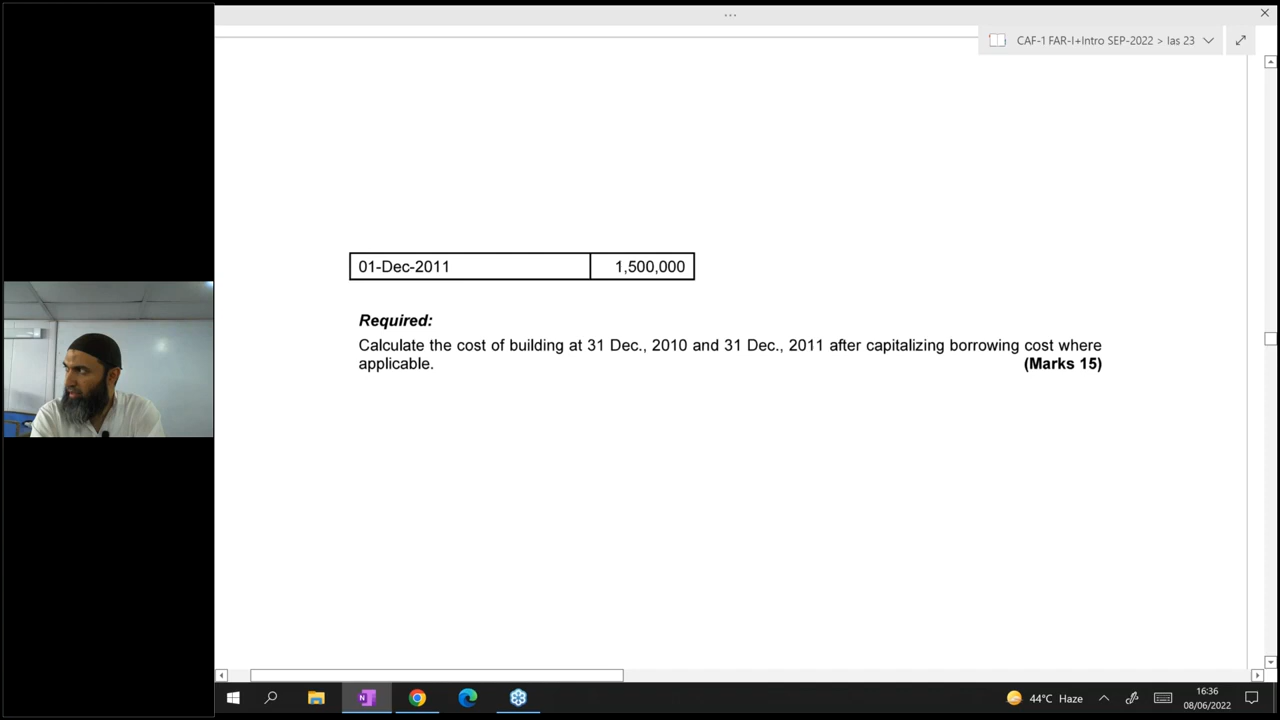 CAF-1 FAR-I+Intro SEP-2022 > Ias 23
01-Dec-2011 1,500,000
Required:
Calculate the cost of building at 31 Dec., 2010 and 31 Dec., 2011 after capitalizing borrowing cost where
applicable. (Marks 15)
44°C Haze
16:36
08/06/2022